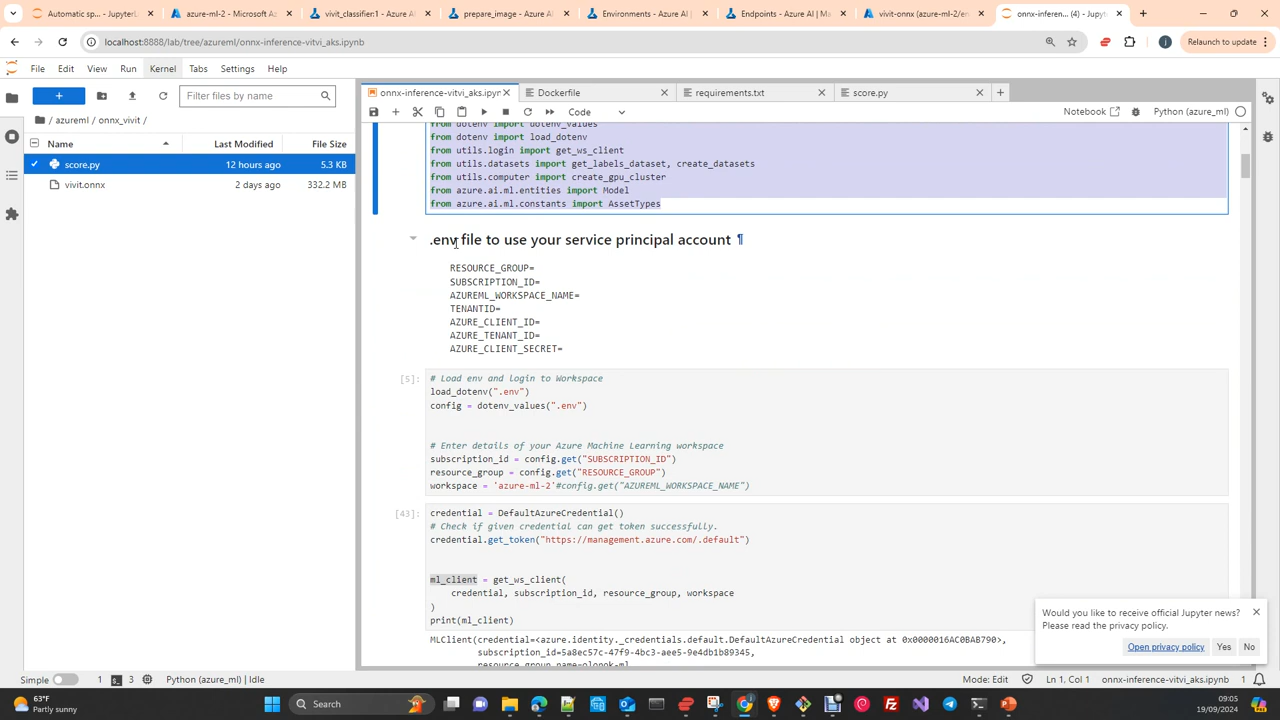 Automatic sp... - JupyterL
azure-ml-2 - Microsoft Az
vivit_classifier:1 - Azure A
prepare_image - Azure AI
Environments - Azure AI |
Endpoints - Azure AI | Ma
vivit-onnx (azure-ml-2/en
onnx-inferen... (4) - Jupyt
localhost:8888/lab/tree/azureml/onnx-inference-vitvi_aks.ipynb
Relaunch to update
File
Edit
View
Run
Kernel
Tabs
Settings
Help
onnx-inference-vitvi_aks.ipyn
Dockerfile
requirements.txt
score.py
Filter files by name
Code
Notebook
Python (azure_ml)
/ azureml / onnx_vivit /
Name
Last Modified
File Size
score.py
12 hours ago
5.3 KB
vivit.onnx
2 days ago
332.2 MB
from dotenv import dotenv_values
from dotenv import load_dotenv
from utils.login import get_ws_client
from utils.datasets import get_labels_dataset, create_datasets
from utils.computer import create_gpu_cluster
from azure.ai.ml.entities import Model
from azure.ai.ml.constants import AssetTypes
.env file to use your service principal account ¶
RESOURCE_GROUP=
SUBSCRIPTION_ID=
AZUREML_WORKSPACE_NAME=
TENANTID=
AZURE_CLIENT_ID=
AZURE_TENANT_ID=
AZURE_CLIENT_SECRET=
[5]:
# Load env and login to Workspace
load_dotenv(".env")
config = dotenv_values(".env")
# Enter details of your Azure Machine Learning workspace
subscription_id = config.get("SUBSCRIPTION_ID")
resource_group = config.get("RESOURCE_GROUP")
workspace = 'azure-ml-2'#config.get("AZUREML_WORKSPACE_NAME")
[43]:
credential = DefaultAzureCredential()
# Check if given credential can get token successfully.
credential.get_token("https://management.azure.com/.default")
ml_client = get_ws_client(
credential, subscription_id, resource_group, workspace
)
print(ml_client)
MLClient(credential=<azure.identity._credentials.default.DefaultAzureCredential object at 0x0000016AC0BAB790>,
subscription_id=5a8ec57c-47f9-4bc3-aee5-9e4db1b89345,
resource_group_name=olonok-ml,
Would you like to receive official Jupyter news?
Please read the privacy policy.
Open privacy policy
Yes
No
Simple
1
3
Python (azure_ml) | Idle
Mode: Edit
Ln 1, Col 1
onnx-inference-vitvi_aks.ipynb
1
63°F
Partly sunny
Search
09:05
19/09/2024